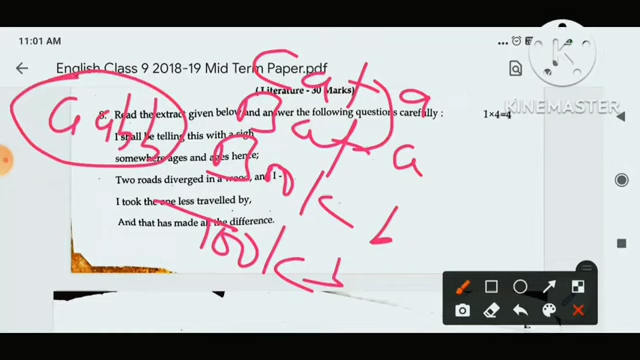 11:01 AM
English Class 9 2018-19 Mid Term Paper.pdf
(Literature - 30 Marks)
KINEMASTER
8. Read the extract given below and answer the following questions carefully : 1×4=4
I shall be telling this with a sigh
somewhere ages and ages hence;
Two roads diverged in a wood, and I -
I took the one less travelled by,
And that has made all the difference.
aabb
a
a
b
b